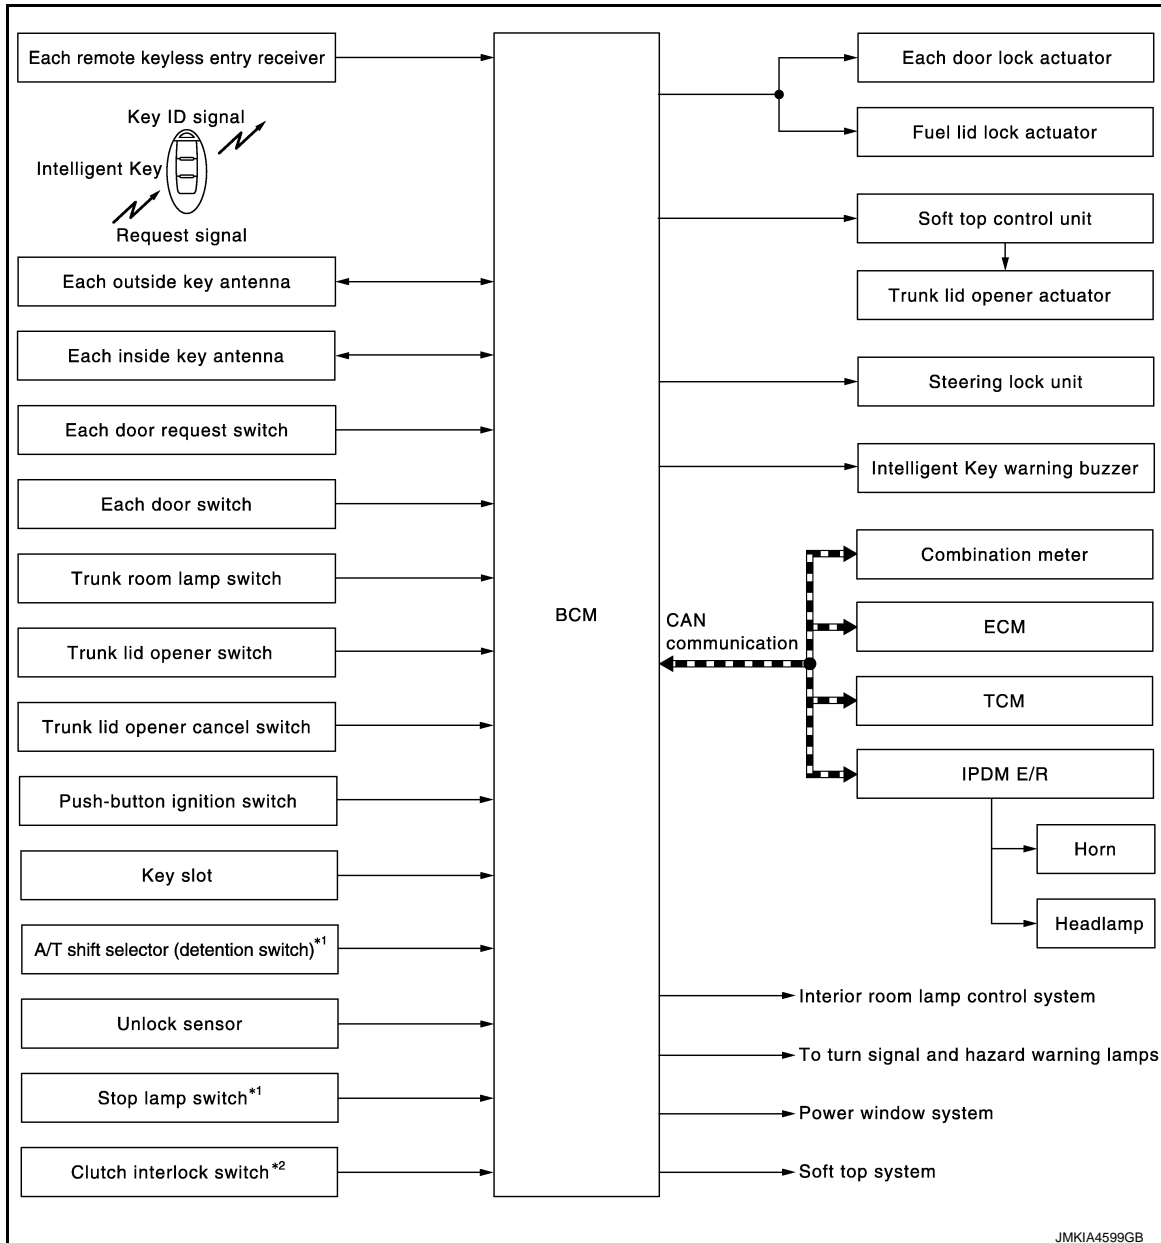 Each remote keyless entry receiver
Key ID signal
Intelligent Key
Request signal
Each outside key antenna
Each inside key antenna
Each door request switch
Each door switch
Trunk room lamp switch
Trunk lid opener switch
Trunk lid opener cancel switch
Push-button ignition switch
Key slot
A/T shift selector (detention switch)*1
Unlock sensor
Stop lamp switch*1
Clutch interlock switch*2
BCM
CAN
communication
Each door lock actuator
Fuel lid lock actuator
Soft top control unit
Trunk lid opener actuator
Steering lock unit
Intelligent Key warning buzzer
Combination meter
ECM
TCM
IPDM E/R
Horn
Headlamp
Interior room lamp control system
To turn signal and hazard warning lamps
Power window system
Soft top system
JMKIA4599GB